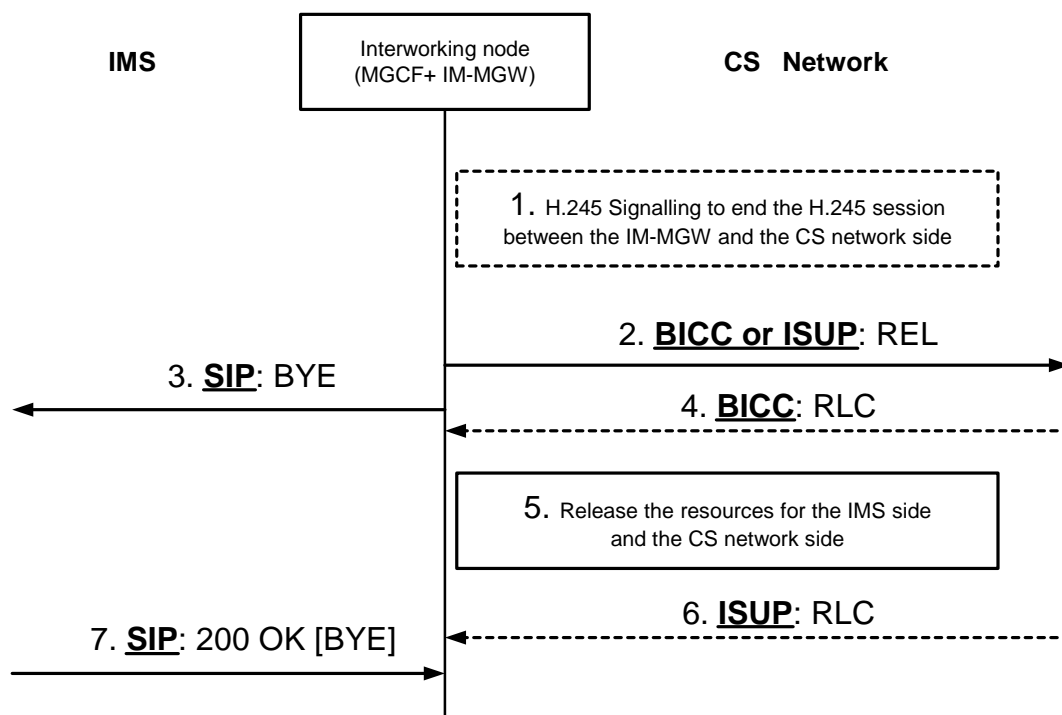 IMS
Interworking node
(MGCF+ IM-MGW)
CS Network
1. H.245 Signalling to end the H.245 session
between the IM-MGW and the CS network side
2. BICC or ISUP: REL
3. SIP: BYE
4. BICC: RLC
5. Release the resources for the IMS side
and the CS network side
6. ISUP: RLC
7. SIP: 200 OK [BYE]